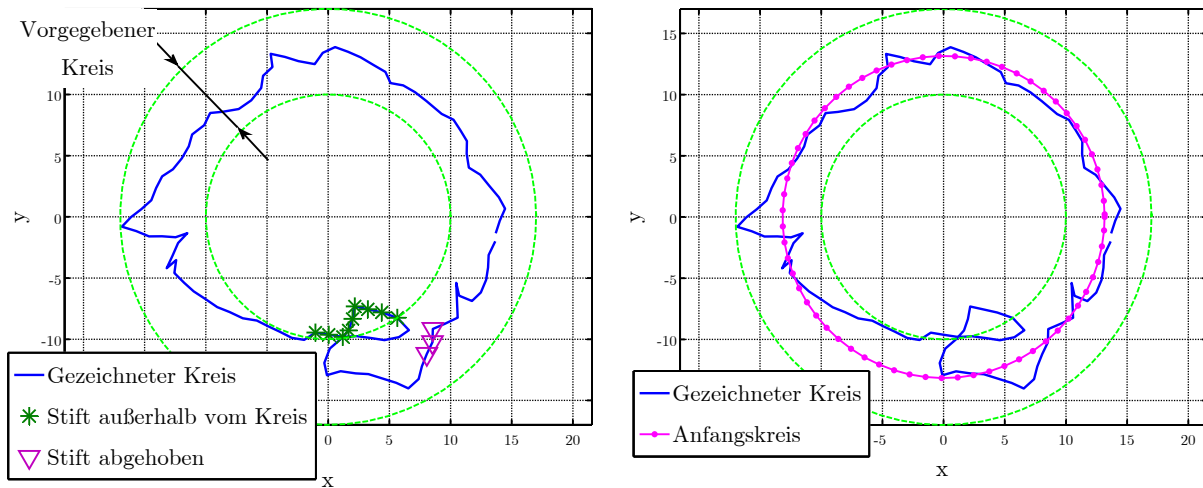 Vorgegebener
Kreis
y
10
5
0
-5
-10
0
5
10
15
20
x
Gezeichneter Kreis
Stift außerhalb vom Kreis
Stift abgehoben
y
15
10
5
0
-5
-10
-5
0
5
10
15
20
x
Gezeichneter Kreis
Anfangskreis